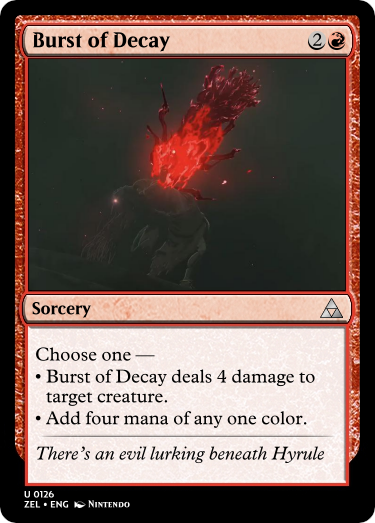 Burst of Decay 2
Sorcery
Choose one —
• Burst of Decay deals 4 damage to
target creature.
• Add four mana of any one color.
There's an evil lurking beneath Hyrule
U 0126
ZEL • ENG NINTENDO